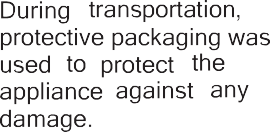 During transportation,
protective packaging was
used to protect the
appliance against any
damage.